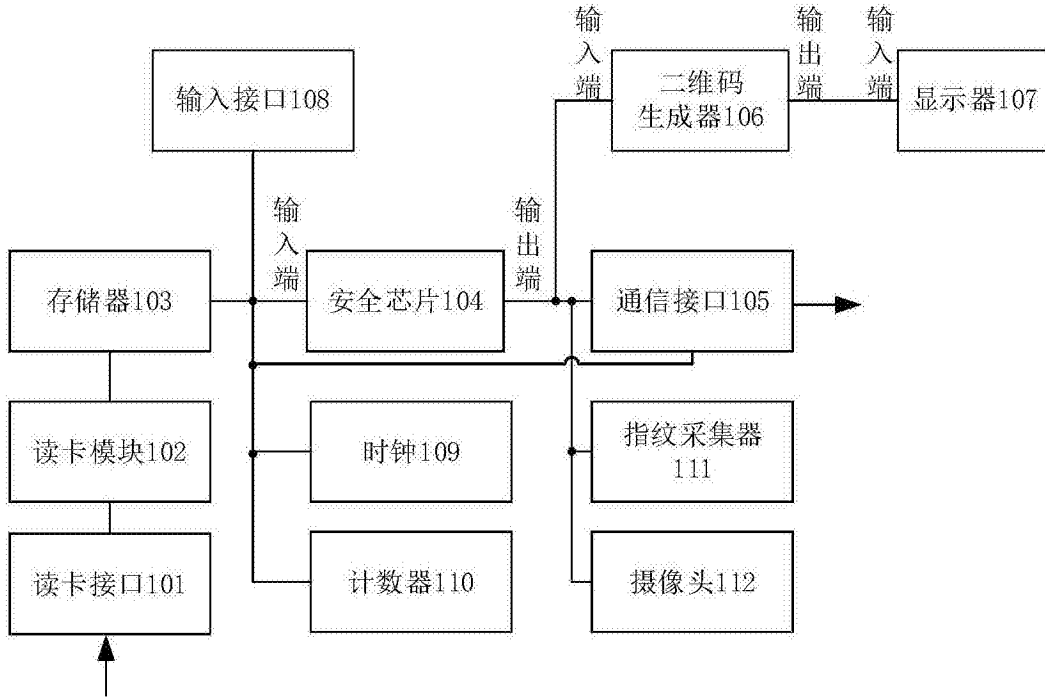 输入端
输出端
输入端
输入接口108
二维码
生成器106
显示器107
输入端
输出端
存储器103
安全芯片104
通信接口105
读卡模块102
时钟109
指纹采集器
111
读卡接口101
计数器110
摄像头112